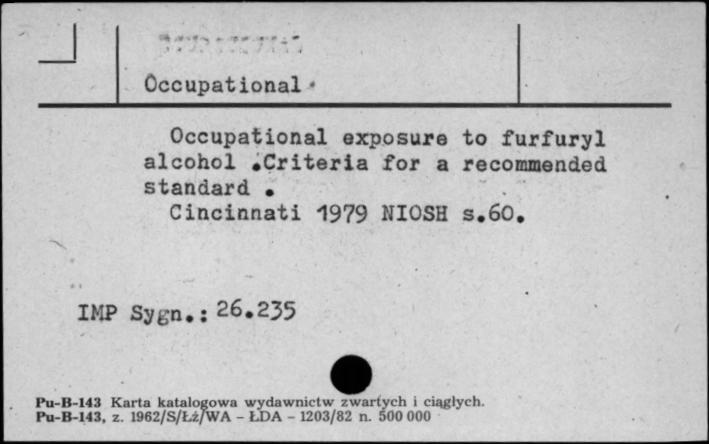 Occupational
Occupational exposure to furfuryl
alcohol .Criteria for a recommended
standard .
Cincinnati 1979 NIOSH s.60.
IMP Sygn.: 26.235
Pu-B-143 Karta katalogowa wydawnictw zwartych i ciągłych.
Pu-B-143, z. 1962/S/Łż/WA - ŁDA - 1203/82 n. 500 000